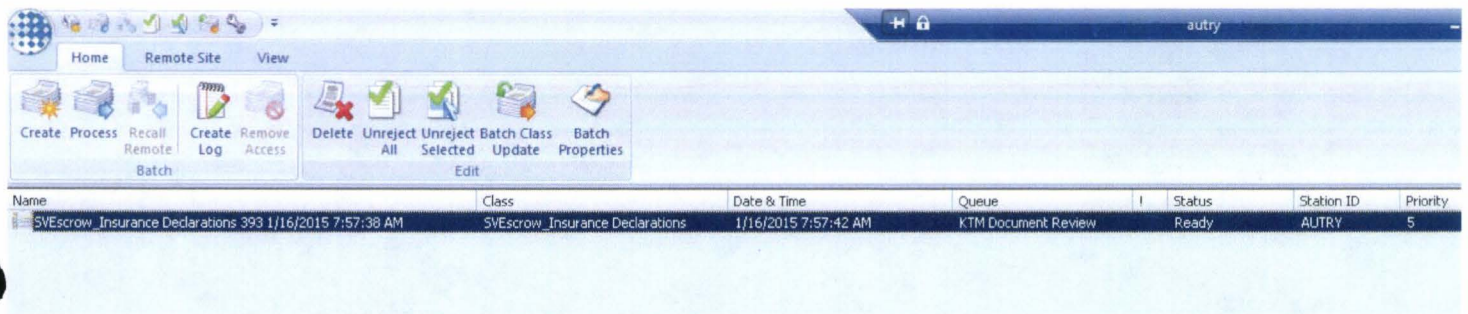 autry
Home Remote Site View
Create Process Recall Remote Create Log Remove Access Delete Unreject All Unreject Selected Batch Class Update Batch Properties
Batch Edit
Name Class Date & Time Queue ! Status Station ID Priority
SVEscrow_Insurance Declarations 393 1/16/2015 7:57:38 AM SVEscrow_Insurance Declarations 1/16/2015 7:57:42 AM KTM Document Review Ready AUTRY 5